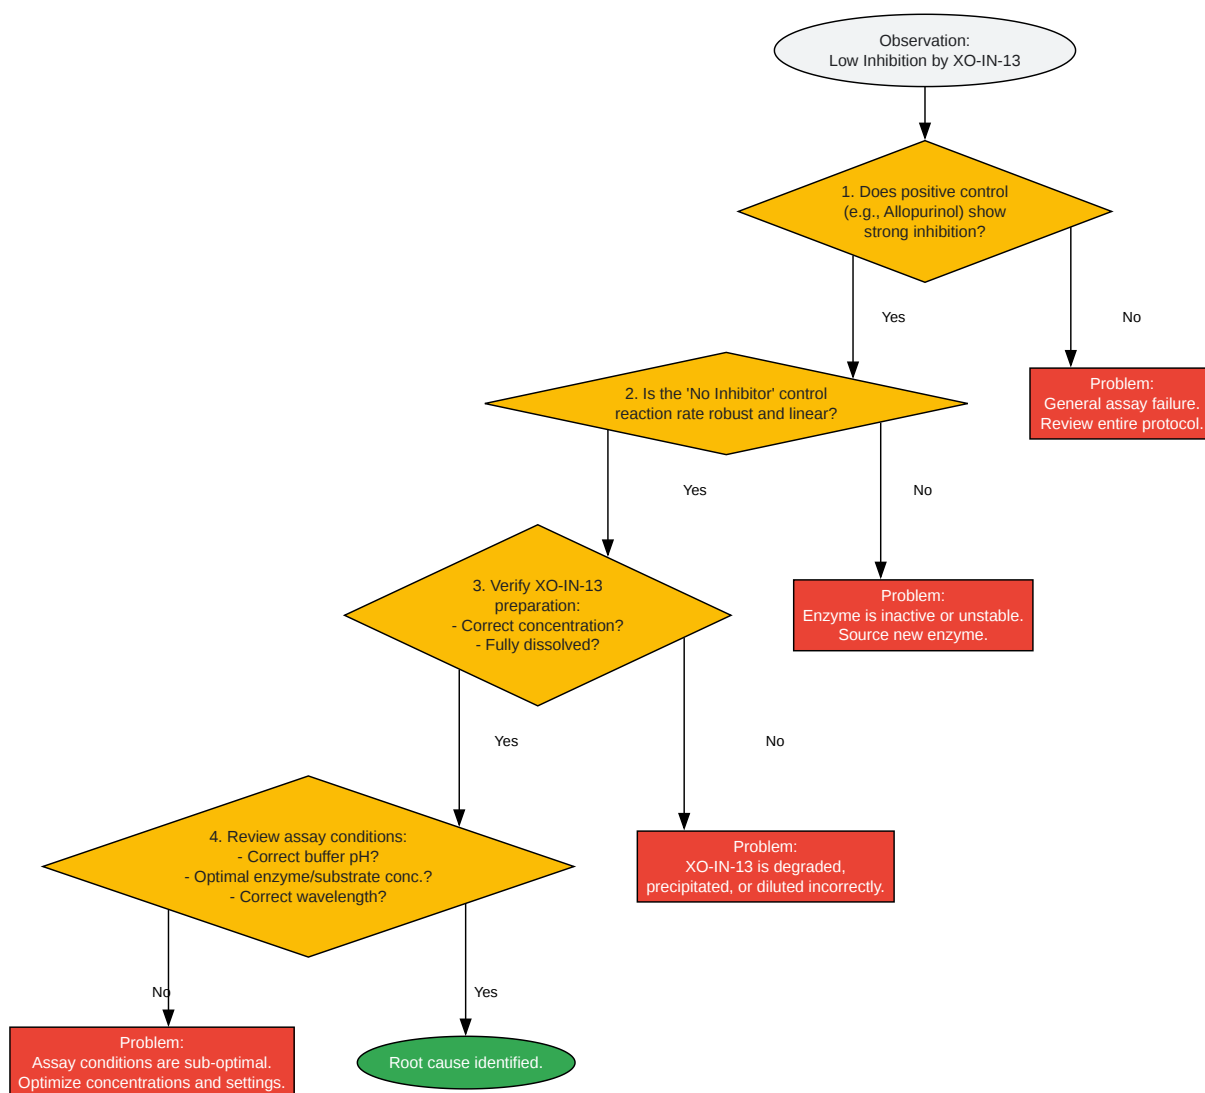 Observation:
Low Inhibition by XO-IN-13
1. Does positive control
(e.g., Allopurinol) show
strong inhibition?
Yes
No
2. Is the 'No Inhibitor' control
reaction rate robust and linear?
Problem:
General assay failure.
Review entire protocol.
Yes
No
3. Verify XO-IN-13
preparation:
- Correct concentration?
- Fully dissolved?
Problem:
Enzyme is inactive or unstable.
Source new enzyme.
Yes
No
4. Review assay conditions:
- Correct buffer pH?
- Optimal enzyme/substrate conc.?
- Correct wavelength?
Problem:
XO-IN-13 is degraded,
precipitated, or diluted incorrectly.
No
Yes
Problem:
Assay conditions are sub-optimal.
Optimize concentrations and settings.
Root cause identified.